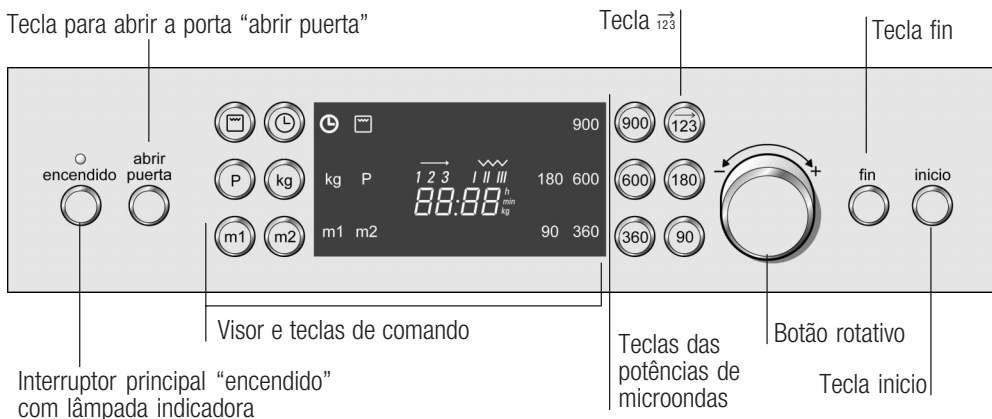 Tecla para abrir a porta “abrir puerta”
Tecla 123
Tecla fin
encendido
abrir
puerta
P
kg
m1
m2
900
kg P
1 2 3 I II III
180 600
88:88 h
min
kg
m1 m2
90 360
900
123
600
180
360
90
- +
fin
inicio
Visor e teclas de comando
Interruptor principal “encendido”
com lâmpada indicadora
Teclas das
potências de
microondas
Botão rotativo
Tecla inicio